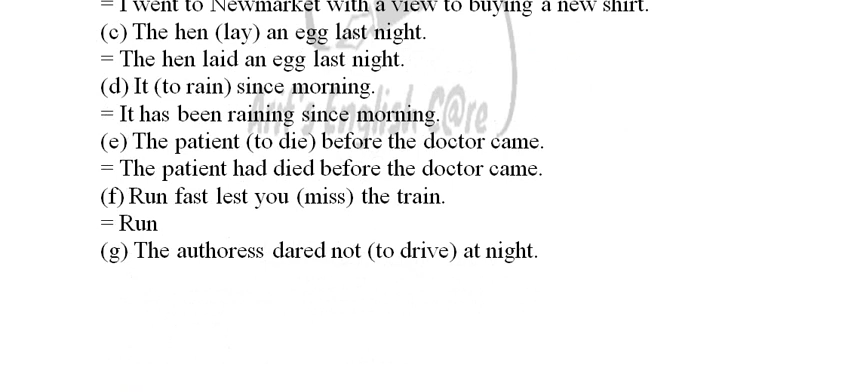 = I went to Newmarket with a view to buying a new shirt.
(c) The hen (lay) an egg last night.
= The hen laid an egg last night.
(d) It (to rain) since morning.
= It has been raining since morning.
(e) The patient (to die) before the doctor came.
= The patient had died before the doctor came.
(f) Run fast lest you (miss) the train.
= Run
(g) The authoress dared not (to drive) at night.